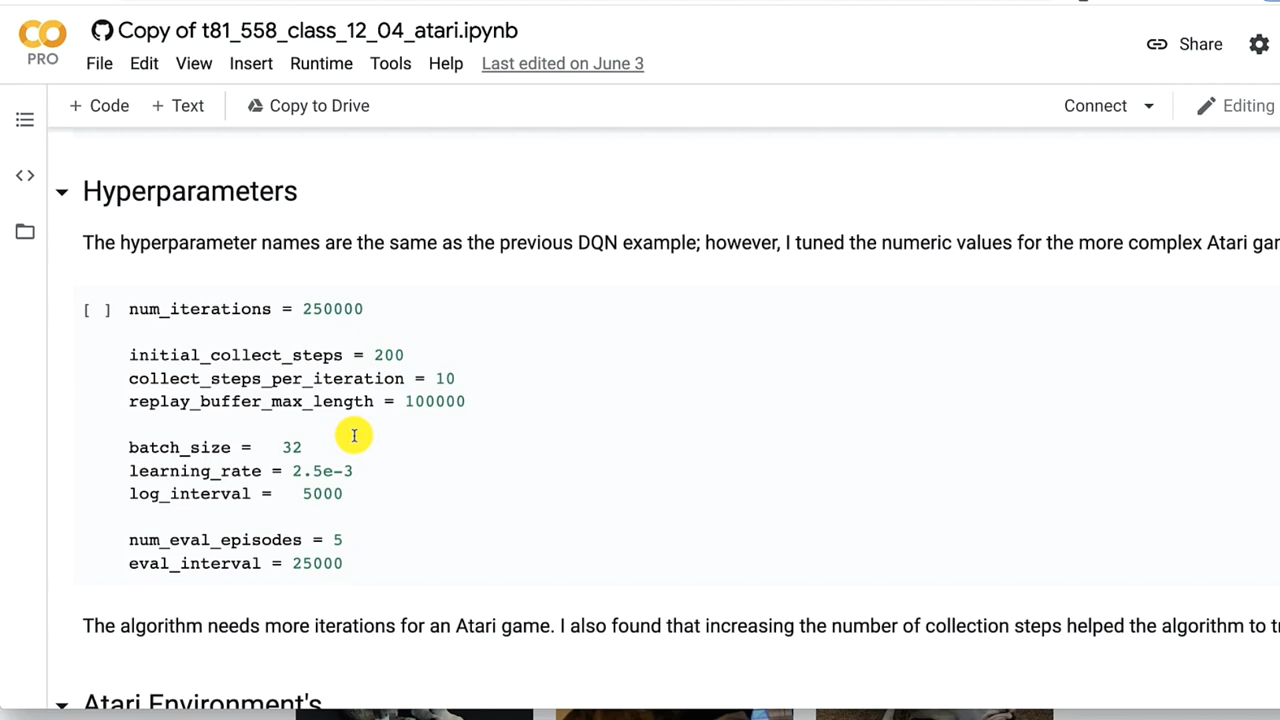 Copy of t81_558_class_12_04_atari.ipynb
PRO
File Edit View Insert Runtime Tools Help Last edited on June 3
Share
+ Code + Text Copy to Drive
Connect
Editing
Hyperparameters
The hyperparameter names are the same as the previous DQN example; however, I tuned the numeric values for the more complex Atari
[ ] num_iterations = 250000
initial_collect_steps = 200
collect_steps_per_iteration = 10
replay_buffer_max_length = 100000
batch_size = 32
learning_rate = 2.5e-3
log_interval = 5000
num_eval_episodes = 5
eval_interval = 25000
The algorithm needs more iterations for an Atari game. I also found that increasing the number of collection steps helped the algorithm to
Atari Environment's